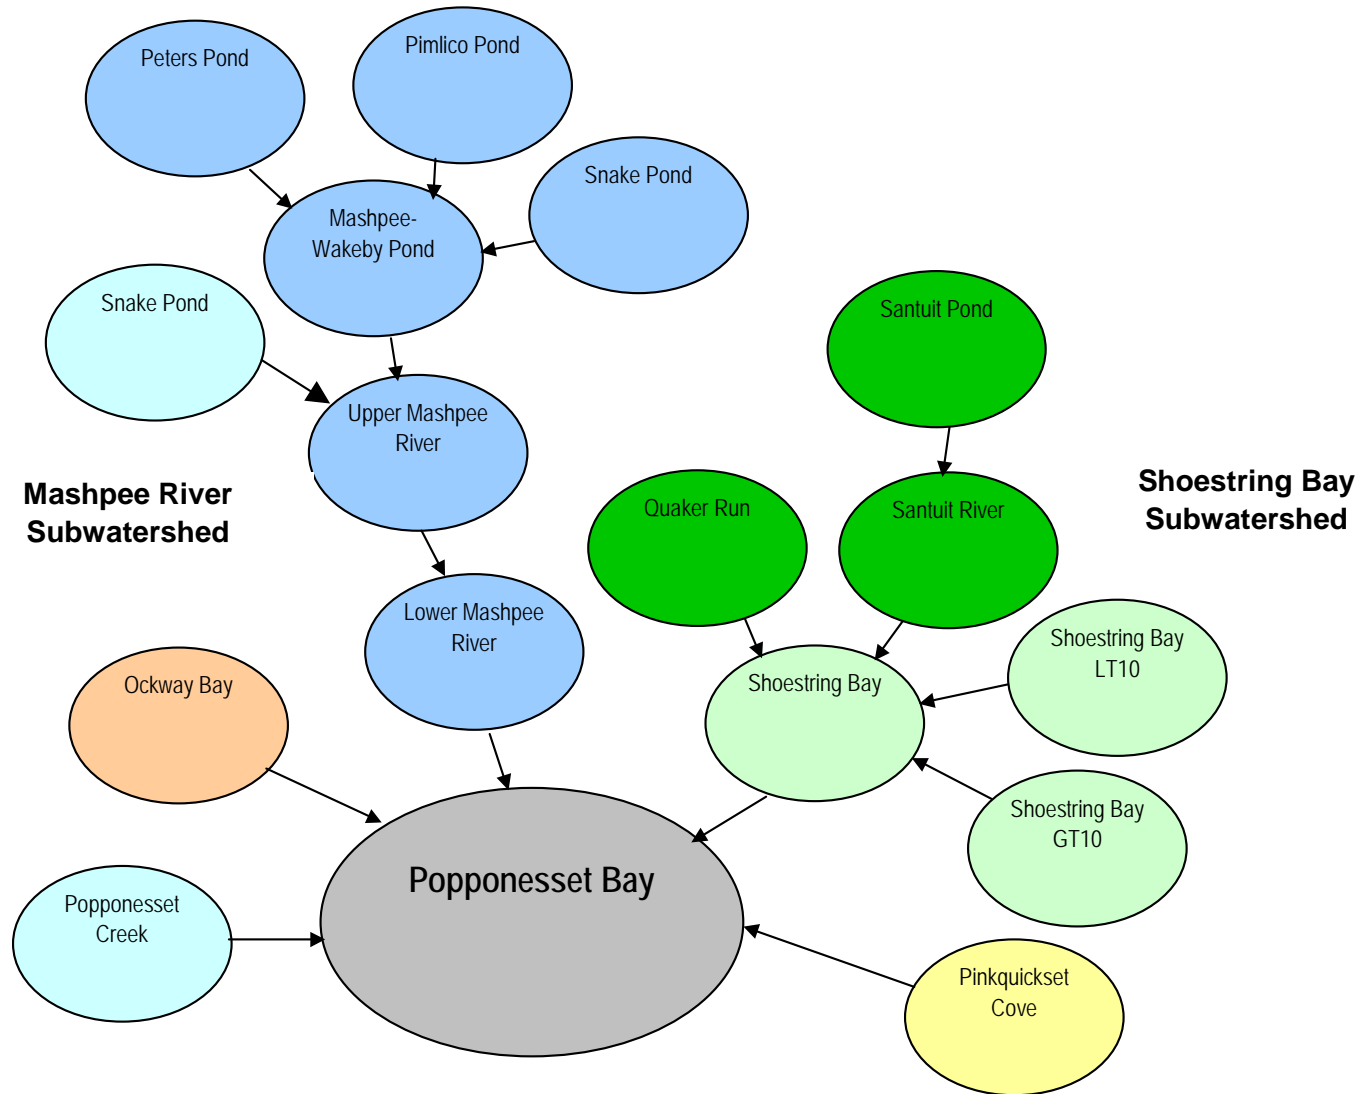 Peters Pond
Pimlico Pond
Snake Pond
Mashpee-
Wakeby Pond
Snake Pond
Santuit Pond
Upper Mashpee
River
Mashpee River
Subwatershed
Quaker Run
Santuit River
Shoestring Bay
Subwatershed
Lower Mashpee
River
Shoestring Bay
LT10
Ockway Bay
Shoestring Bay
Shoestring Bay
GT10
Popponesset Bay
Popponesset
Creek
Pinkquickset
Cove